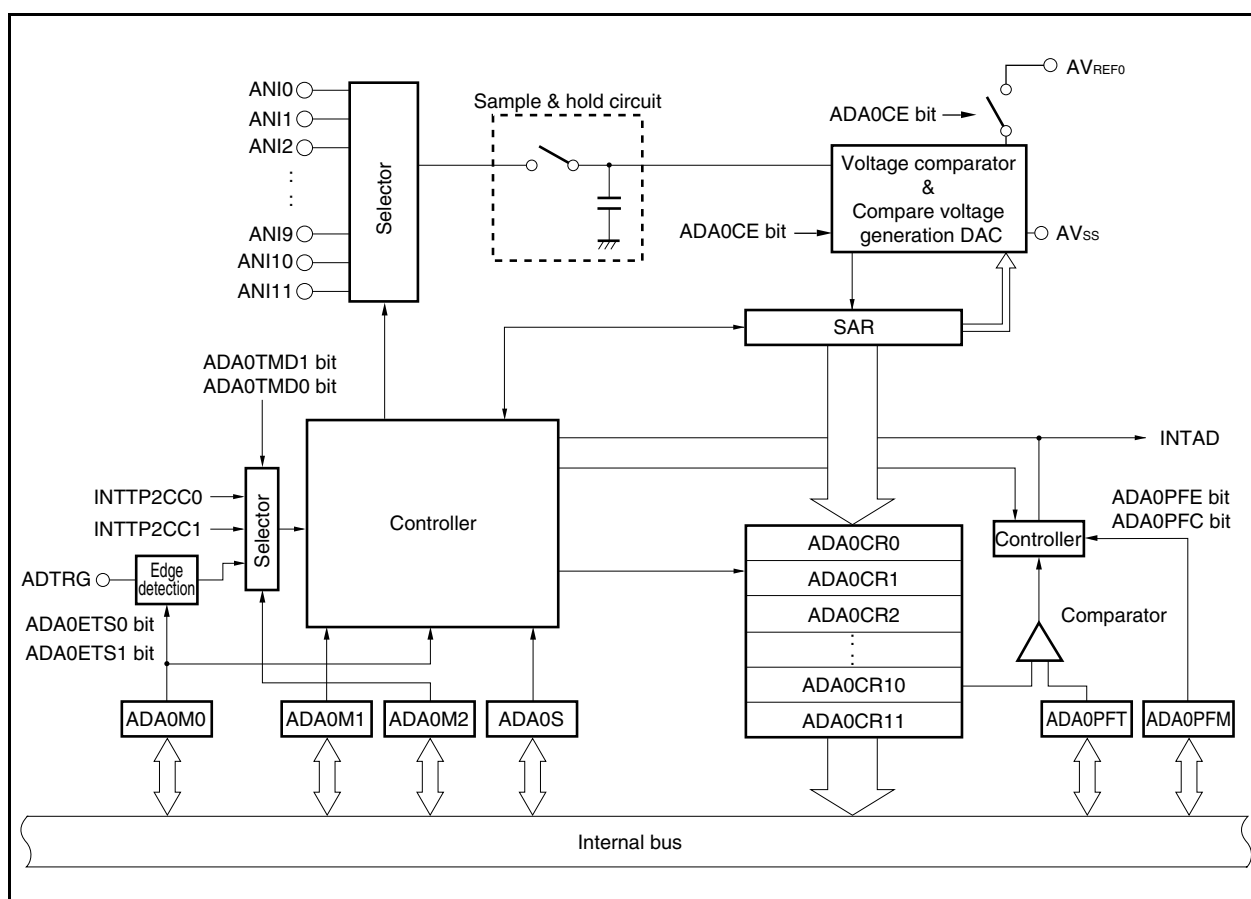 ANI0
ANI1
ANI2
ANI9
ANI10
ANI11
Selector
Sample & hold circuit
ADA0CE bit
AVREF0
Voltage comparator
&
Compare voltage
generation DAC
ADA0CE bit
AVSS
SAR
ADA0TMD1 bit
ADA0TMD0 bit
INTTP2CC0
INTTP2CC1
ADTRG
Edge
detection
Selector
Controller
ADA0ETS0 bit
ADA0ETS1 bit
INTAD
ADA0PFE bit
ADA0PFC bit
Controller
Comparator
ADA0CR0
ADA0CR1
ADA0CR2
ADA0CR10
ADA0CR11
ADA0M0
ADA0M1
ADA0M2
ADA0S
ADA0PFT
ADA0PFM
Internal bus